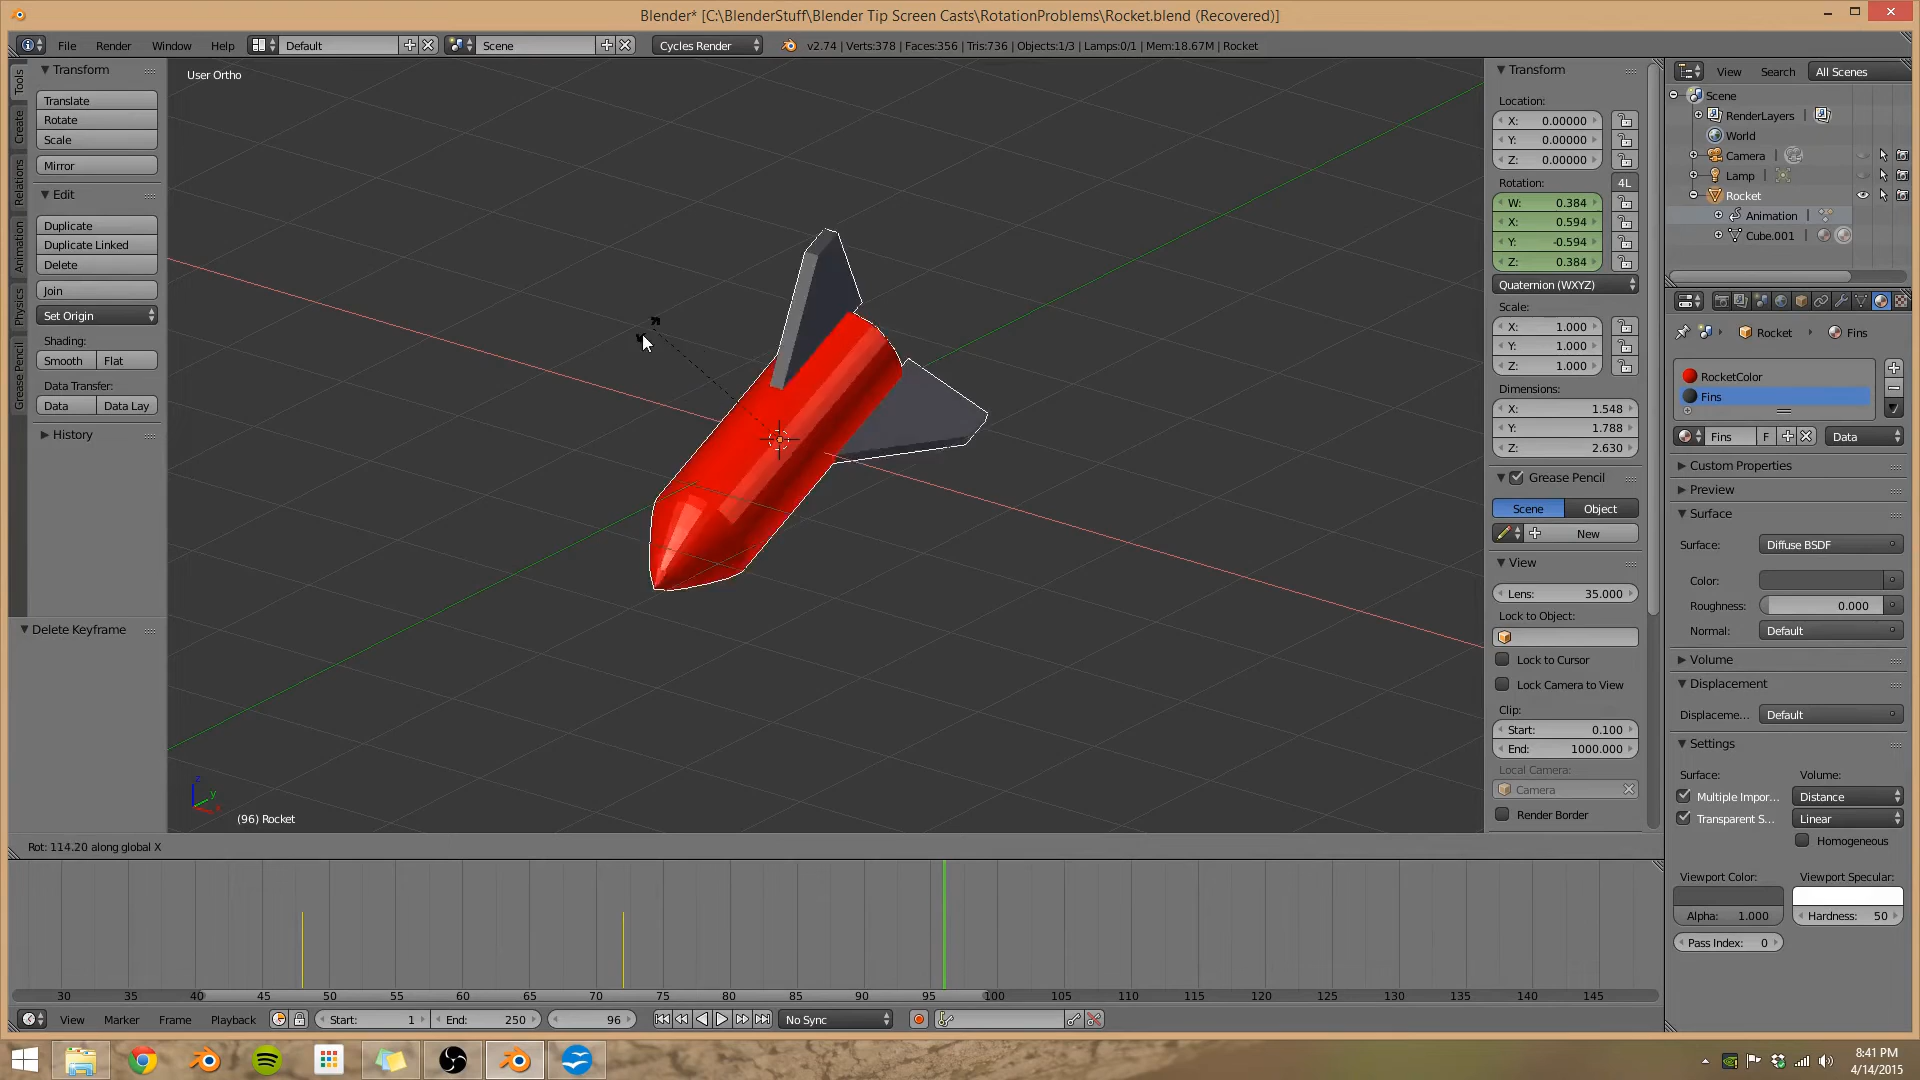 Blender* [C:\BlenderStuff\Blender Tip Screen Casts\RotationProblems\Rocket.blend (Recovered)]
File Render Window Help Default Scene Cycles Render v2.74 | Verts:378 | Faces:356 | Tris:736 | Objects:1/3 | Lamps:0/1 | Mem:18.67M | Rocket
Tools
Create
Relations
Animation
Physics
Grease Pencil
Transform
Translate
Rotate
Scale
Mirror
Edit
Duplicate
Duplicate Linked
Delete
Join
Set Origin
Shading:
Smooth Flat
Data Transfer:
Data Data Lay
History
Delete Keyframe
User Ortho
z
y
x
(96) Rocket
Transform
Location:
X: 0.00000
Y: 0.00000
Z: 0.00000
Rotation: 4L
W: 0.384
X: 0.594
Y: -0.594
Z: 0.384
Quaternion (WXYZ)
Scale:
X: 1.000
Y: 1.000
Z: 1.000
Dimensions:
X: 1.548
Y: 1.788
Z: 2.630
Grease Pencil
Scene Object
New
View
Lens: 35.000
Lock to Object:
Lock to Cursor
Lock Camera to View
Clip:
Start: 0.100
End: 1000.000
Local Camera:
Camera
Render Border
View Search All Scenes
Scene
RenderLayers
World
Camera
Lamp
Rocket
Animation
Cube.001
Rocket Fins
RocketColor
Fins
Fins F Data
Custom Properties
Preview
Surface
Surface: Diffuse BSDF
Color:
Roughness: 0.000
Normal: Default
Volume
Displacement
Displaceme... Default
Settings
Surface: Volume:
Multiple Impor... Distance
Transparent S... Linear
Homogeneous
Viewport Color: Viewport Specular:
Alpha: 1.000 Hardness: 50
Pass Index: 0
Rot: 114.20 along global X
30 35 40 45 50 55 60 65 70 75 80 85 90 95 100 105 110 115 120 125 130 135 140 145
View Marker Frame Playback Start: 1 End: 250 96 No Sync
8:41 PM
4/14/2015